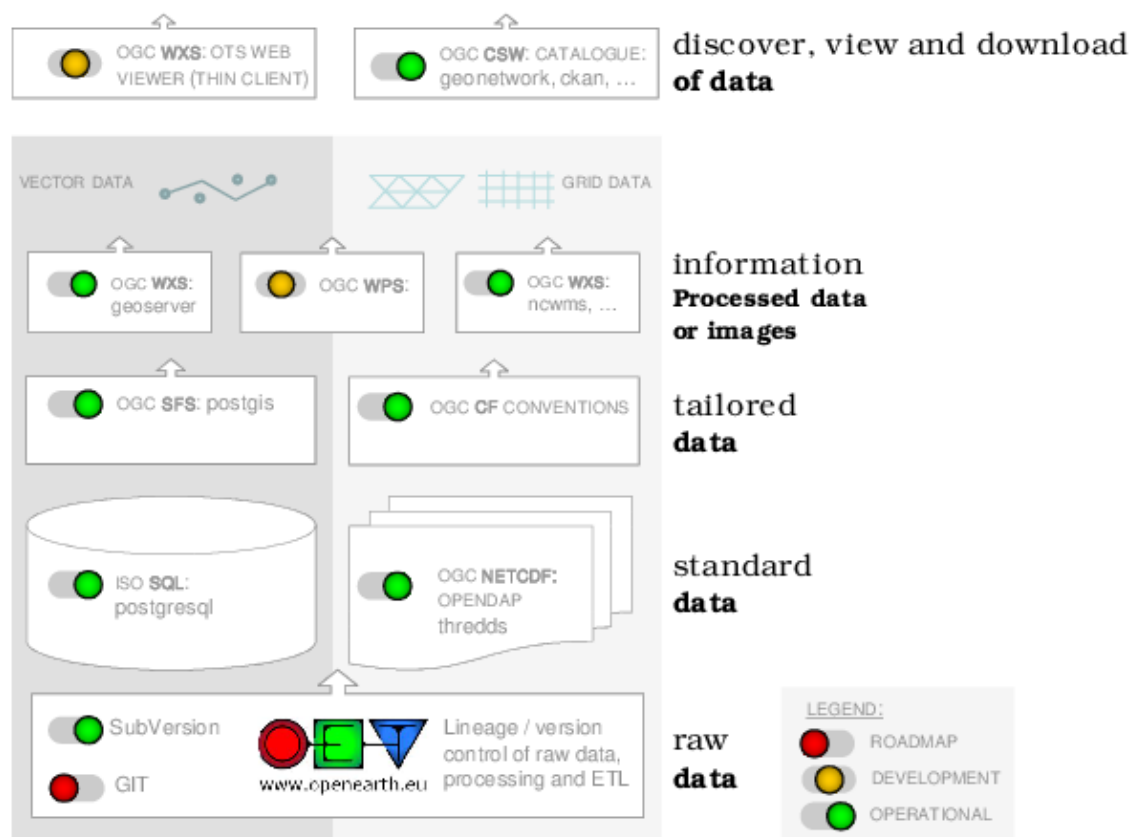 OGC WXS: OTS WEB
VIEWER (THIN CLIENT)
OGC CSW: CATALOGUE:
geonetwork, ckan, ...
discover, view and download
of data
VECTOR DATA
GRID DATA
OGC WXS:
geoserver
OGC WPS:
OGC WXS:
ncwms, ...
information
Processed data
or images
OGC SFS: postgis
OGC CF CONVENTIONS
tailored
data
ISO SQL:
postgresql
OGC NETCDF:
OPENDAP
thredds
standard
data
SubVersion
GIT
www.openearth.eu
Lineage / version
control of raw data,
processing and ETL
raw
data
LEGEND:
ROADMAP
DEVELOPMENT
OPERATIONAL